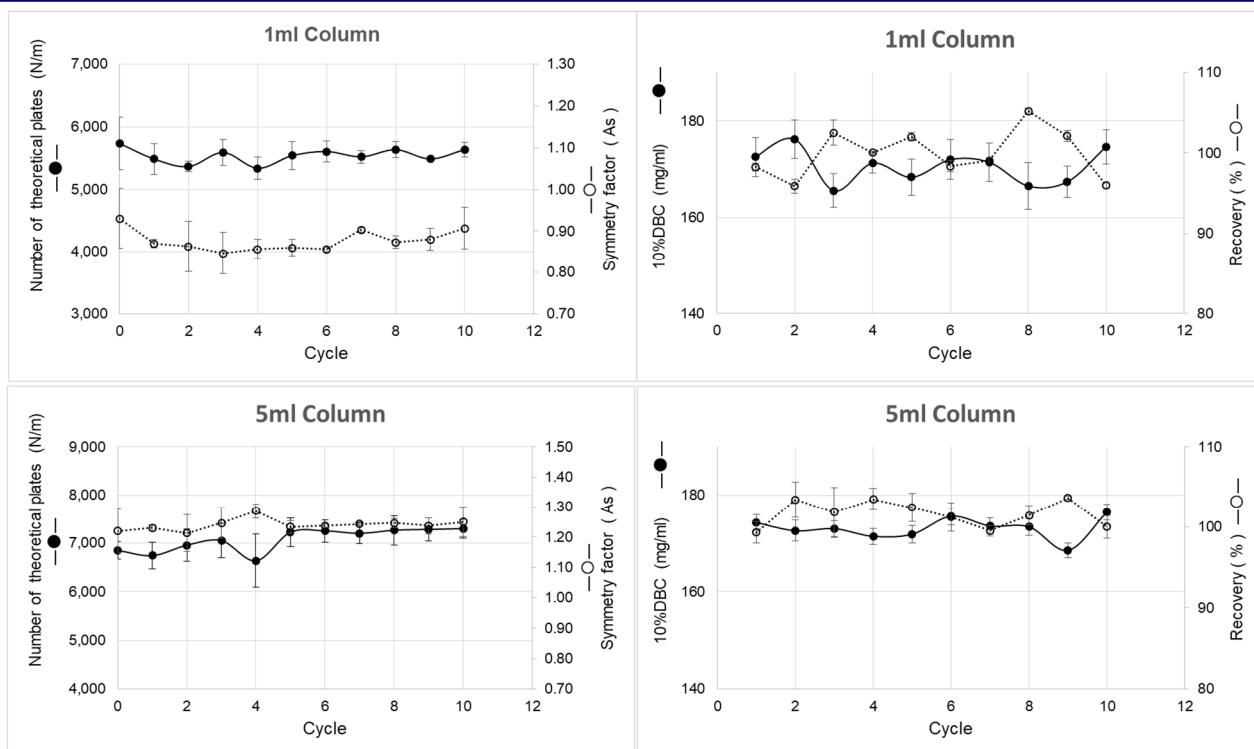 1ml Column
Number of theoretical plates (N/m)
7,000
6,000
5,000
4,000
3,000
1.30
1.20
1.10
1.00
0.90
0.80
0.70
Symmetry factor ( As )
0 2 4 6 8 10 12
Cycle
1ml Column
10%DBC (mg/ml)
180
160
140
110
100
90
80
Recovery ( % )
0 2 4 6 8 10 12
Cycle
5ml Column
Number of theoretical plates (N/m)
9,000
8,000
7,000
6,000
5,000
4,000
1.50
1.40
1.30
1.20
1.10
1.00
0.90
0.80
0.70
Symmetry factor ( As )
0 2 4 6 8 10 12
Cycle
5ml Column
10%DBC (mg/ml)
180
160
140
110
100
90
80
Recovery ( % )
0 2 4 6 8 10 12
Cycle